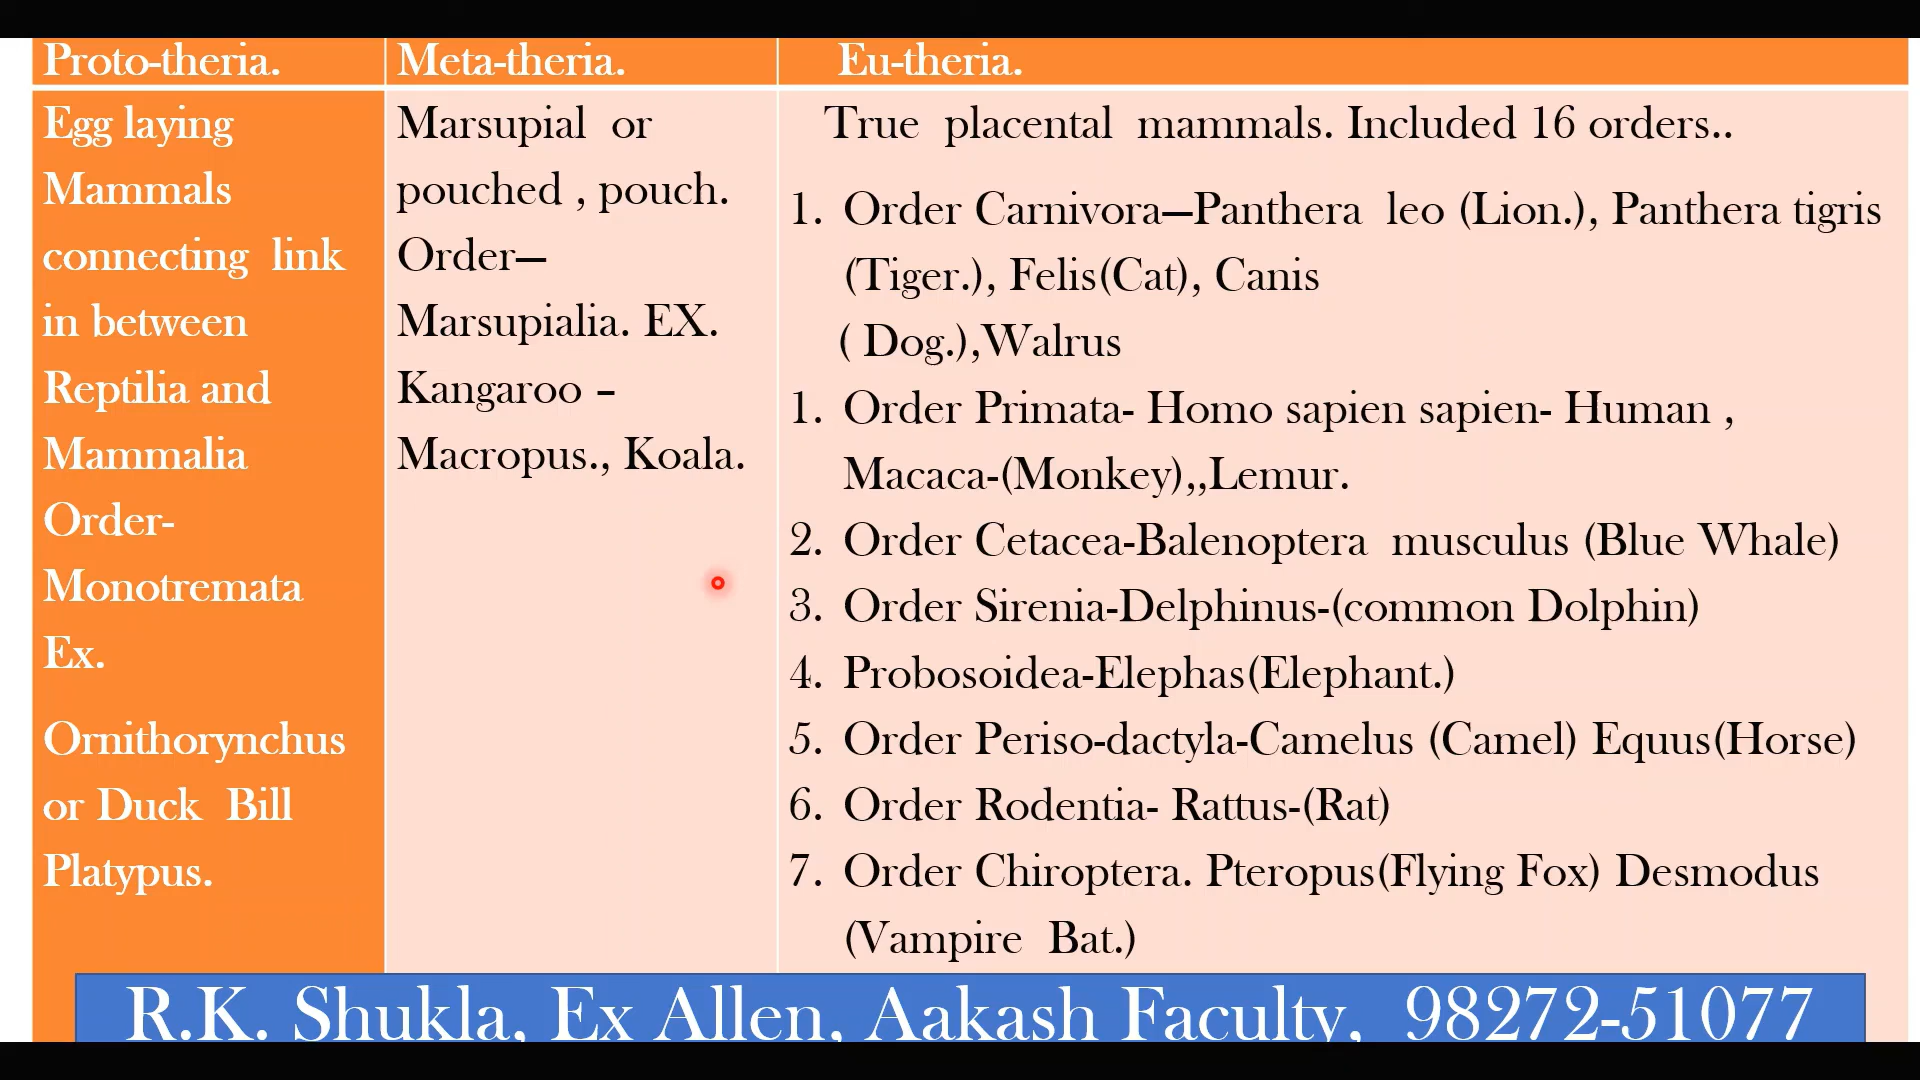 Proto-theria.
Meta-theria.
Eu-theria.
Egg laying
Mammals
connecting link
in between
Reptilia and
Mammalia
Order-
Monotremata
Ex.
Ornithorynchus
or Duck Bill
Platypus.
Marsupial or
pouched , pouch.
Order—
Marsupialia. EX.
Kangaroo –
Macropus., Koala.
True placental mammals. Included 16 orders..
1. Order Carnivora—Panthera leo (Lion.), Panthera tigris
(Tiger.), Felis(Cat), Canis
( Dog.),Walrus
1. Order Primata- Homo sapien sapien- Human ,
Macaca-(Monkey),,Lemur.
2. Order Cetacea-Balenoptera musculus (Blue Whale)
3. Order Sirenia-Delphinus-(common Dolphin)
4. Probosoidea-Elephas(Elephant.)
5. Order Periso-dactyla-Camelus (Camel) Equus(Horse)
6. Order Rodentia- Rattus-(Rat)
7. Order Chiroptera. Pteropus(Flying Fox) Desmodus
(Vampire Bat.)
R.K. Shukla, Ex Allen, Aakash Faculty, 98272-51077